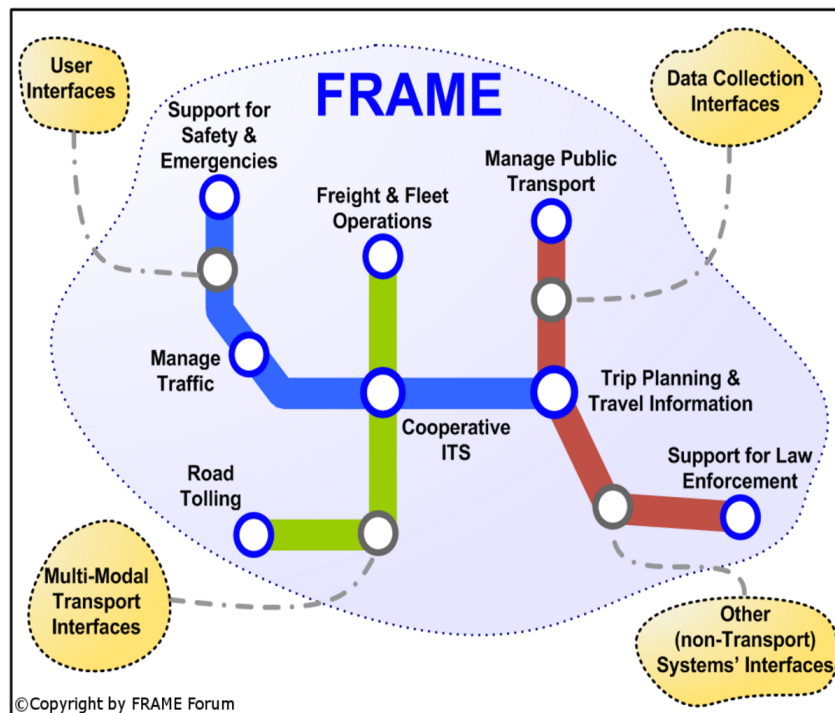 User
Interfaces
FRAME
Data Collection
Interfaces
Support for
Safety &
Emergencies
Freight & Fleet
Operations
Manage Public
Transport
Manage
Traffic
Cooperative
ITS
Trip Planning &
Travel Information
Road
Tolling
Support for Law
Enforcement
Multi-Modal
Transport
Interfaces
Other
(non-Transport)
Systems' Interfaces
©Copyright by FRAME Forum